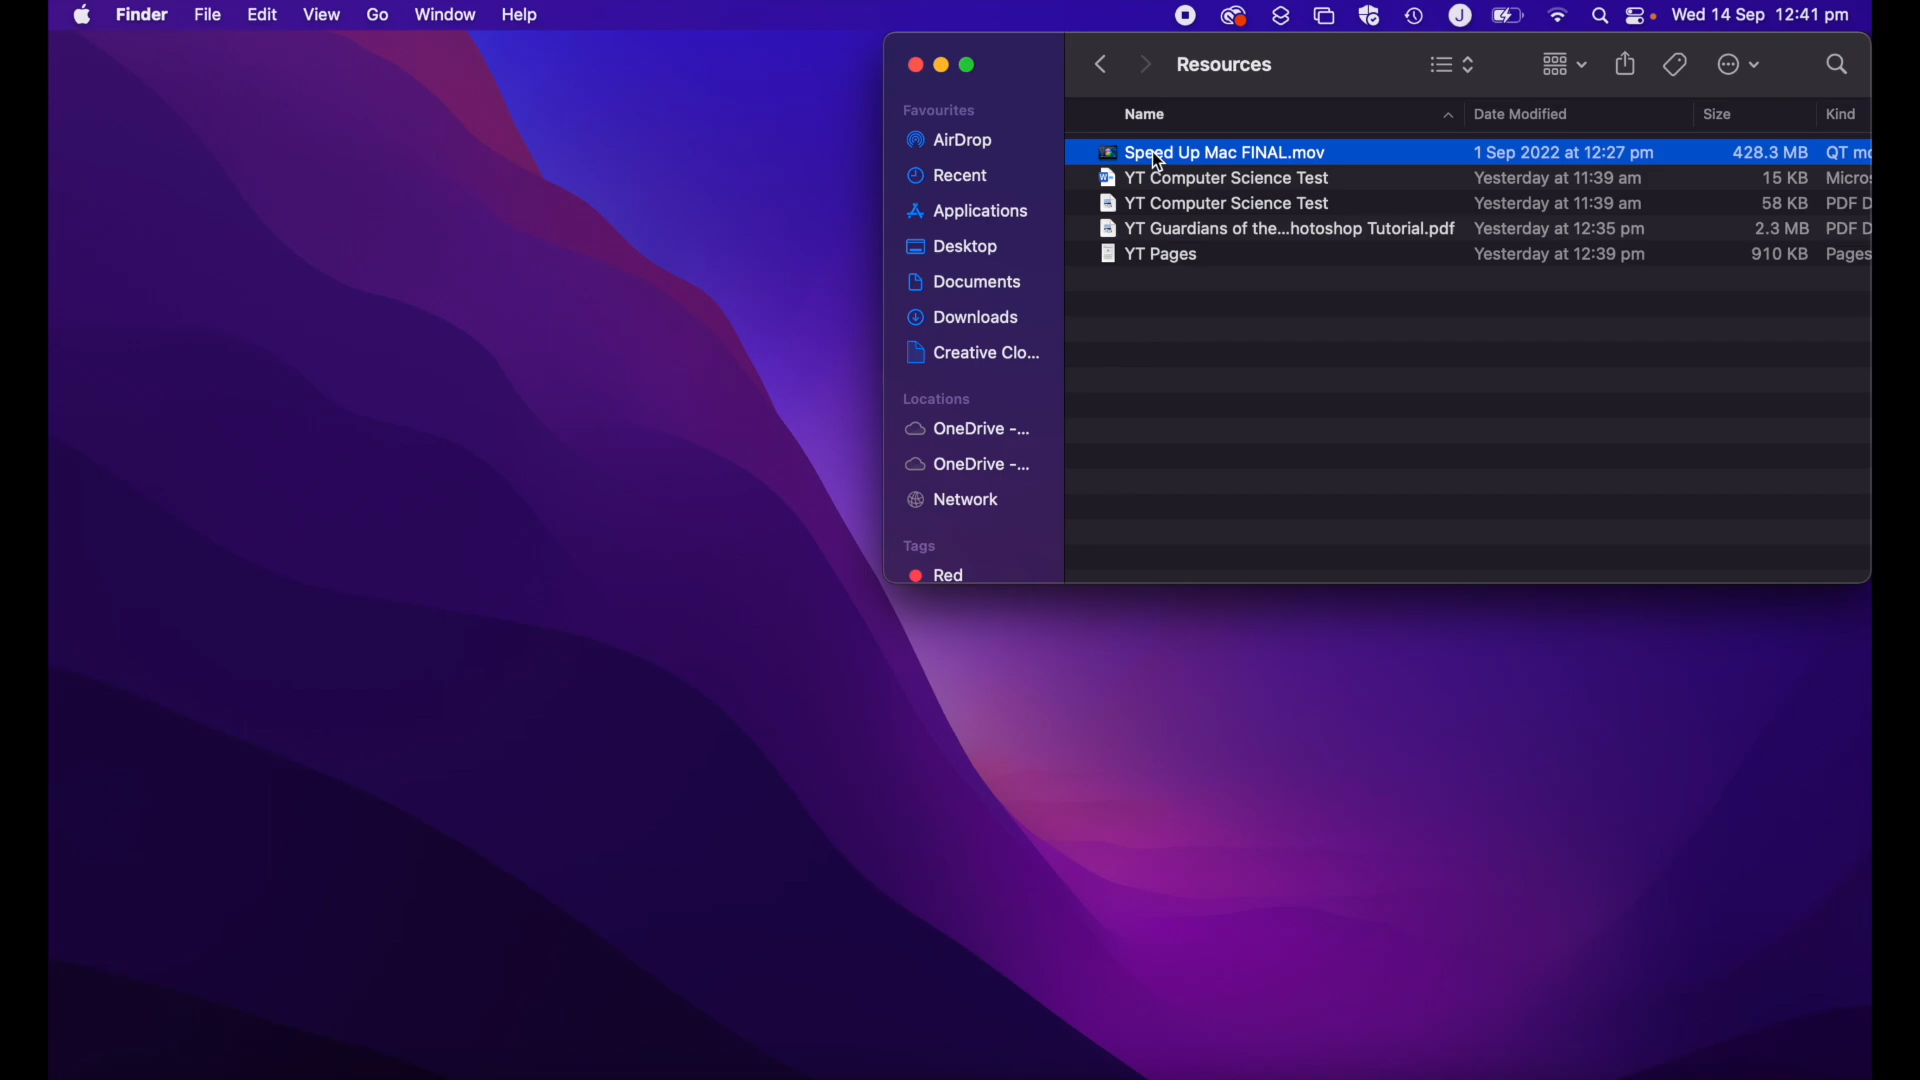 Finder File Edit View Go Window Help J Wed 14 Sep 12:41 pm
Resources
Name Date Modified Size Kind
Favourites
AirDrop
Recent
Applications
Desktop
Documents
Downloads
Creative Clo...
Locations
OneDrive -...
OneDrive -...
Network
Tags
Red
Speed Up Mac FINAL.mov 1 Sep 2022 at 12:27 pm 428.3 MB QT mo
YT Computer Science Test Yesterday at 11:39 am 15 KB Micros
YT Computer Science Test Yesterday at 11:39 am 58 KB PDF D
YT Guardians of the...hotoshop Tutorial.pdf Yesterday at 12:35 pm 2.3 MB PDF D
YT Pages Yesterday at 12:39 pm 910 KB Pages